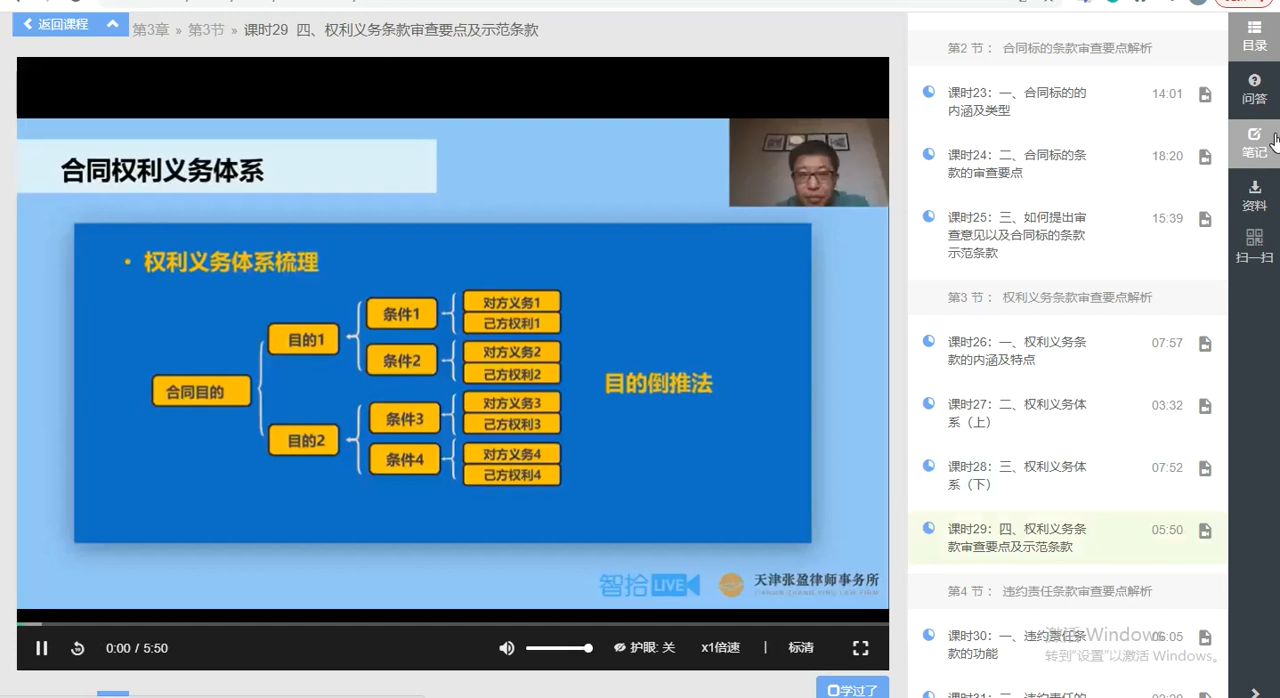 返回课程
第3章 » 第3节 » 课时29 四、权利义务条款审查要点及示范条款
合同权利义务体系
· 权利义务体系梳理
合同目的
目的1
目的2
条件1
条件2
条件3
条件4
对方义务1
己方权利1
对方义务2
己方权利2
对方义务3
己方权利3
对方义务4
己方权利4
目的倒推法
智拾LIVE
天津张盈律师事务所
0:00 / 5:50
护眼: 关
x1倍速
|
标清
学过了
第2节: 合同标的条款审查要点解析
课时23: 一、合同标的的
内涵及类型
14:01
课时24: 二、合同标的条
款的审查要点
18:20
课时25: 三、如何提出审
查意见以及合同标的条款
示范条款
15:39
第3节: 权利义务条款审查要点解析
课时26: 一、权利义务条
款的内涵及特点
07:57
课时27: 二、权利义务体
系（上）
03:32
课时28: 三、权利义务体
系（下）
07:52
课时29: 四、权利义务条
款审查要点及示范条款
05:50
第4节: 违约责任条款审查要点解析
课时30: 一、违约责任条
款的功能
06:05
激活 Windows
转到"设置"以激活 Windows。
目录
问答
笔记
资料
扫一扫